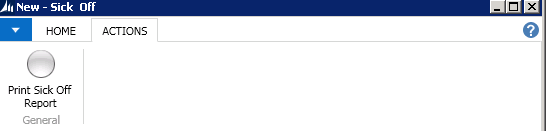 New - Sick Off
HOME ACTIONS
?
Print Sick Off
Report
General